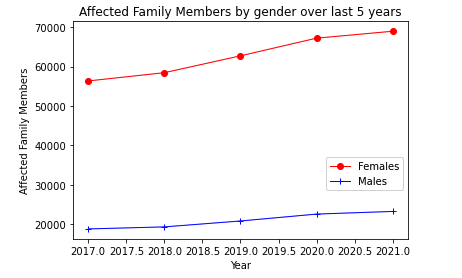 Affected Family Members by gender over last 5 years
Affected Family Members
70000
60000
50000
40000
30000
20000
Females
Males
2017.0 2017.5 2018.0 2018.5 2019.0 2019.5 2020.0 2020.5 2021.0
Year